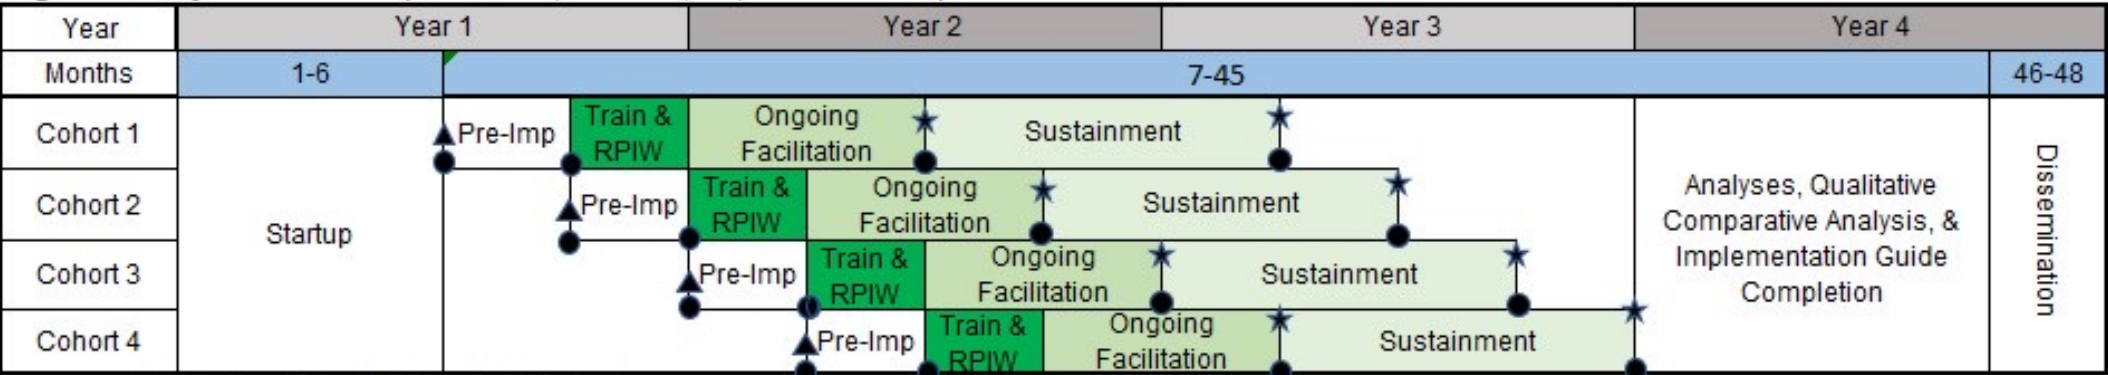 Year Year 1 Year 2 Year 3 Year 4
Months 1-6 7-45 46-48
Cohort 1 Pre-Imp Train & RPIW Ongoing Facilitation Sustainment
Cohort 2 Pre-Imp Train & RPIW Ongoing Facilitation Sustainment
Cohort 3 Pre-Imp Train & RPIW Ongoing Facilitation Sustainment
Cohort 4 Pre-Imp Train & RPIW Ongoing Facilitation Sustainment
Startup
Analyses, Qualitative
Comparative Analysis, &
Implementation Guide
Completion
Dissemination